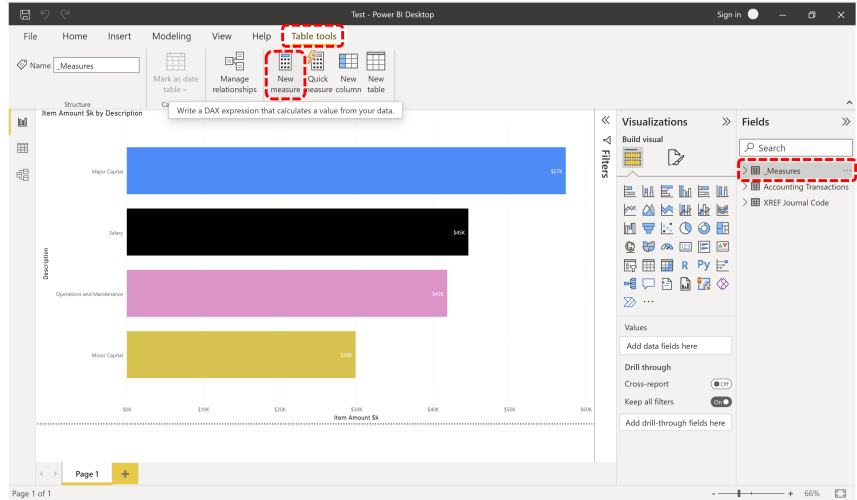 Test - Power BI Desktop
Sign in
File
Home
Insert
Modeling
View
Help
Table tools
Name
_Measures
Mark as date
table
Manage
relationships
New
measure
Quick
measure
New
column
New
table
Structure
Ca
Write a DAX expression that calculates a value from your data.
Item Amount $k by Description
Major Capital
$57K
Salary
$45K
Operations and Maintenance
$42K
Minor Capital
$30K
Description
$0K
$10K
$20K
$30K
$40K
$50K
$60K
Item Amount $k
Filters
Visualizations
Build visual
R
Py
Values
Add data fields here
Drill through
Cross-report
Off
Keep all filters
On
Add drill-through fields here
Fields
Search
_Measures
Accounting Transactions
XREF Journal Code
Page 1
Page 1 of 1
66%